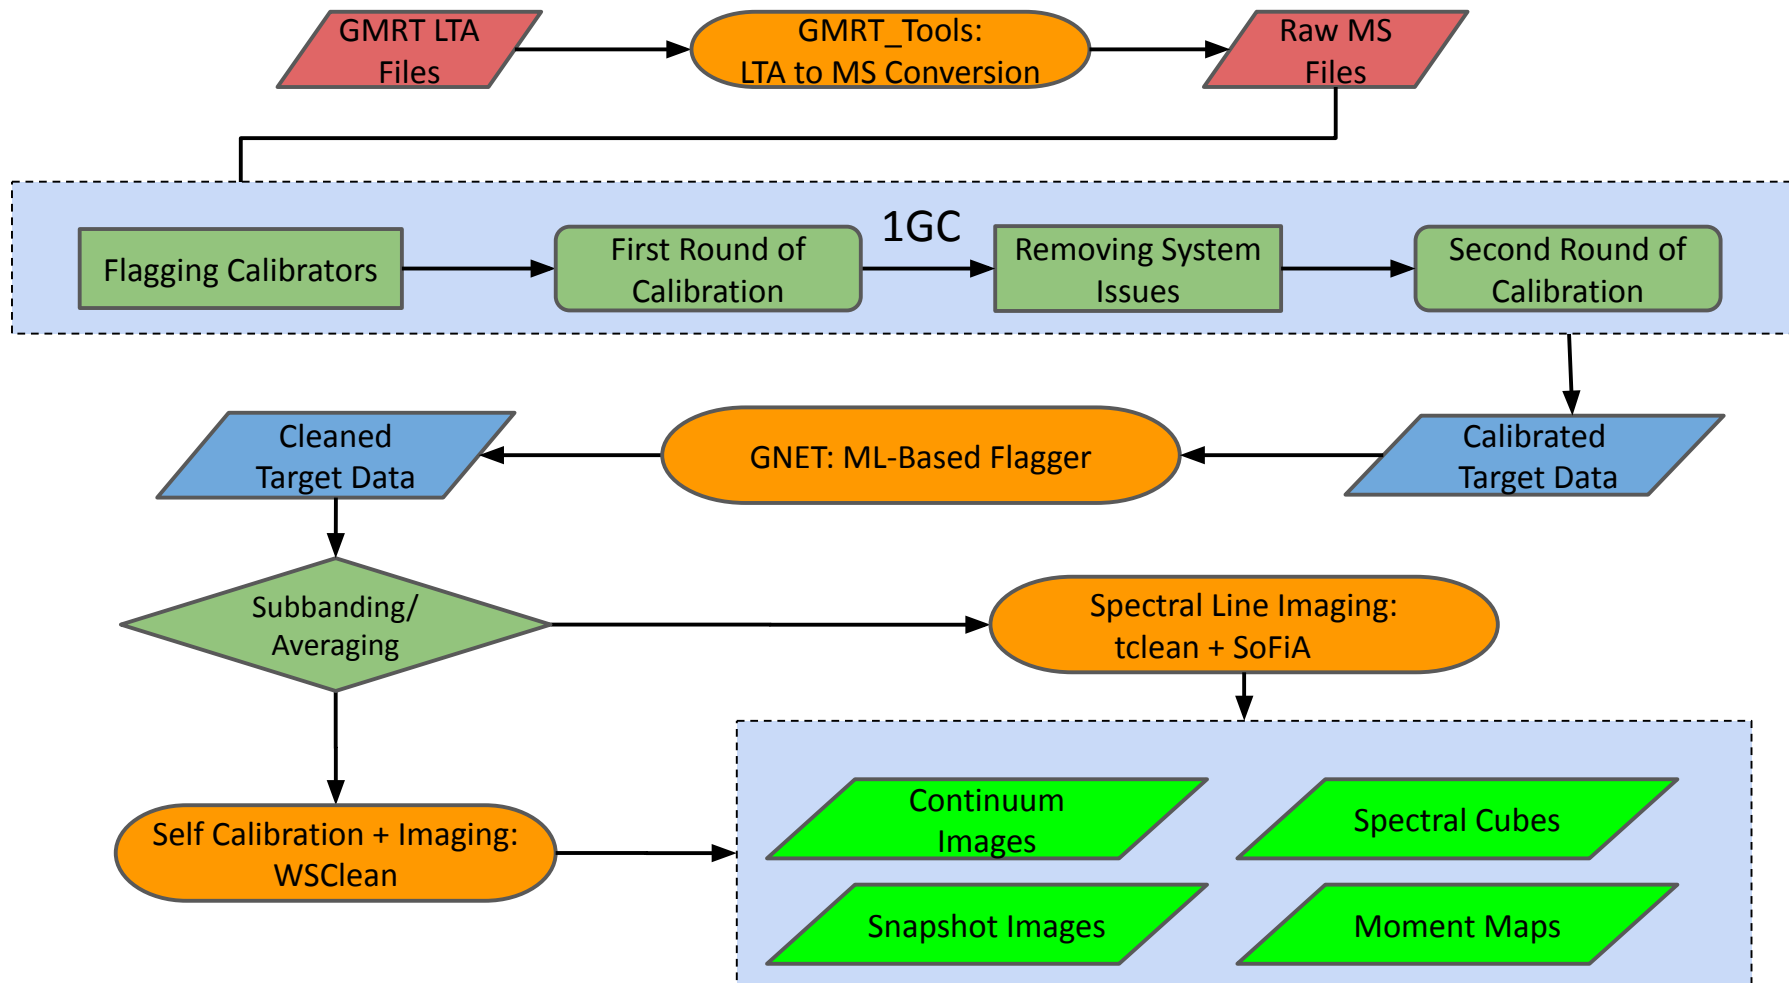 GMRT LTA
Files
GMRT_Tools:
LTA to MS Conversion
Raw MS
Files
1GC
Flagging Calibrators
First Round of
Calibration
Removing System
Issues
Second Round of
Calibration
Cleaned
Target Data
GNET: ML-Based Flagger
Calibrated
Target Data
Subbanding/
Averaging
Spectral Line Imaging:
tclean + SoFiA
Self Calibration + Imaging:
WSClean
Continuum
Images
Spectral Cubes
Snapshot Images
Moment Maps